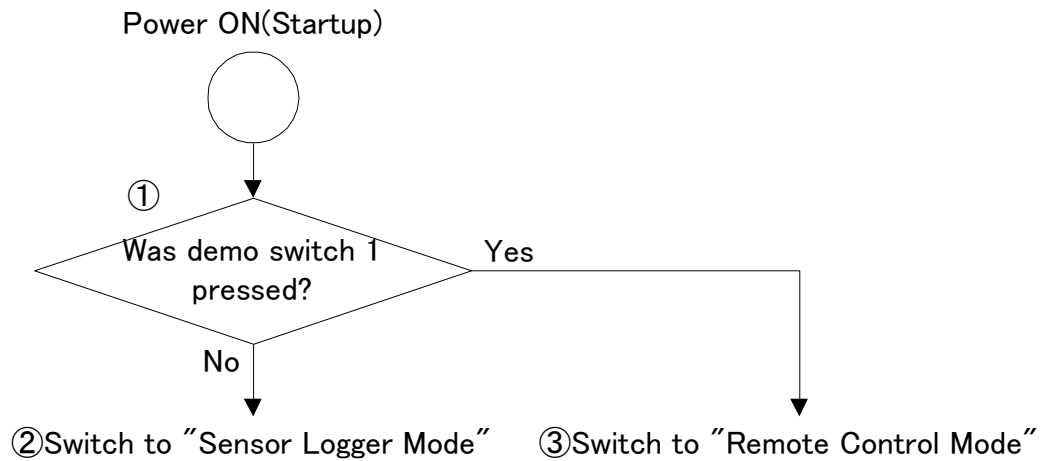 Power ON(Startup)
①
Was demo switch 1
pressed?
Yes
No
②Switch to "Sensor Logger Mode"
③Switch to "Remote Control Mode"